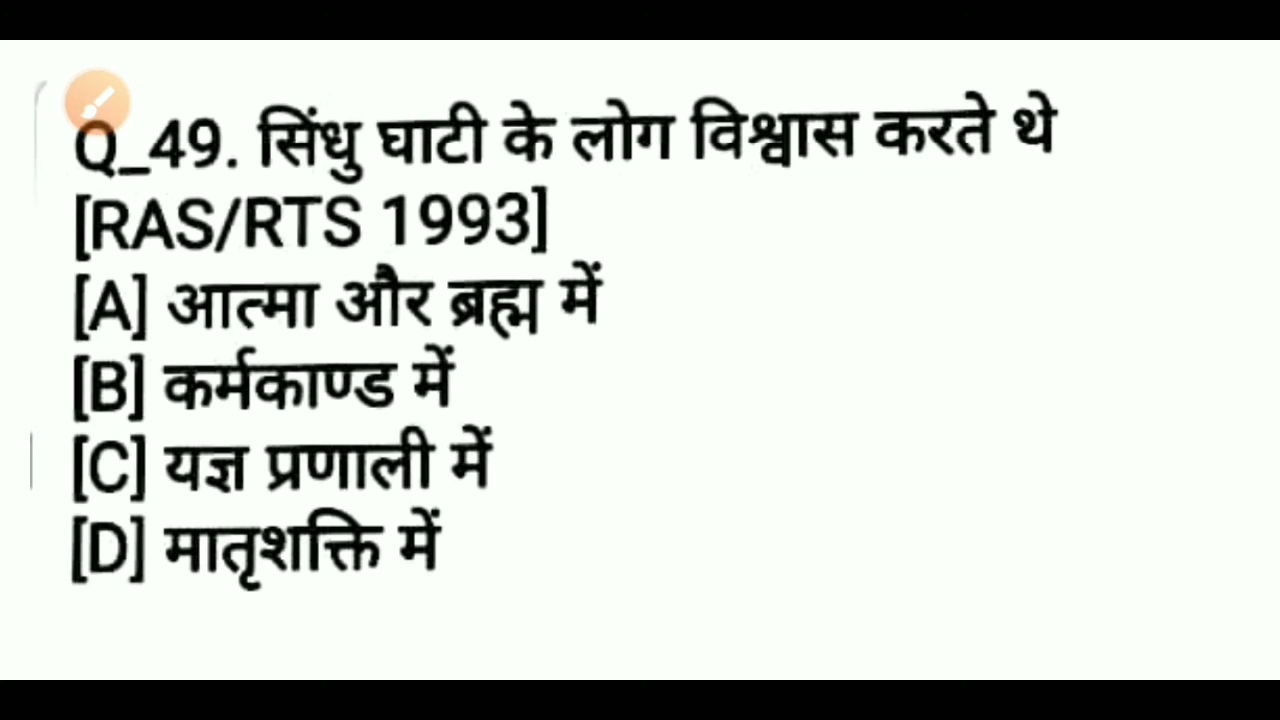 Q_49. सिंधु घाटी के लोग विश्वास करते थे
[RAS/RTS 1993]
[A] आत्मा और ब्रह्म में
[B] कर्मकाण्ड में
[C] यज्ञ प्रणाली में
[D] मातृशक्ति में